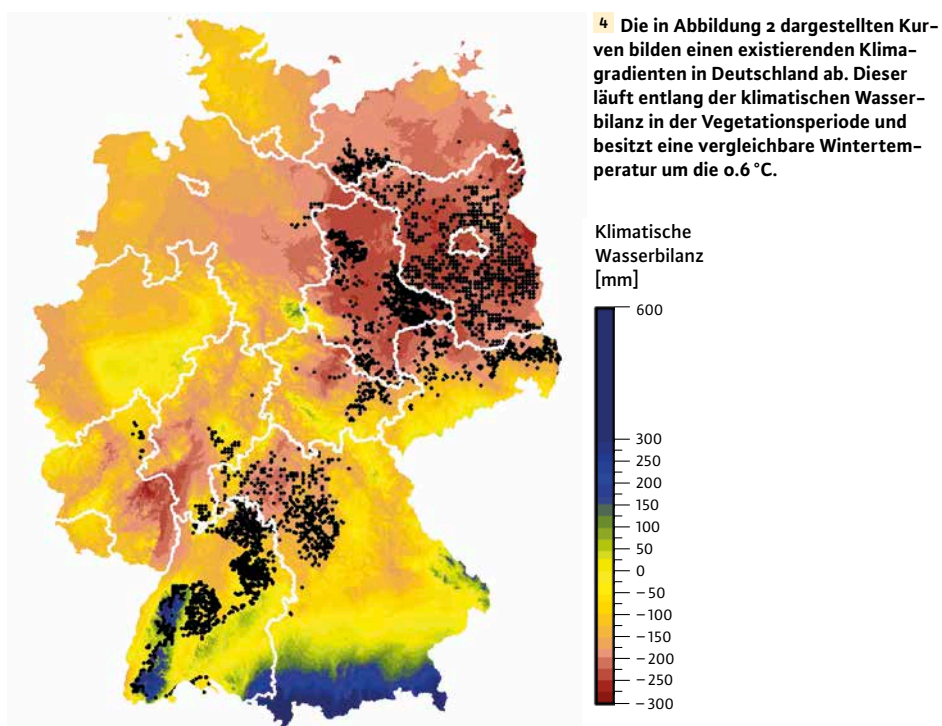 4 Die in Abbildung 2 dargestellten Kur-
ven bilden einen existierenden Klima-
gradienten in Deutschland ab. Dieser
läuft entlang der klimatischen Wasser-
bilanz in der Vegetationsperiode und
besitzt eine vergleichbare Wintertem-
peratur um die 0.6 °C.
Klimatische
Wasserbilanz
[mm]
600
300
250
200
150
100
50
0
−50
−100
−150
−200
−250
−300